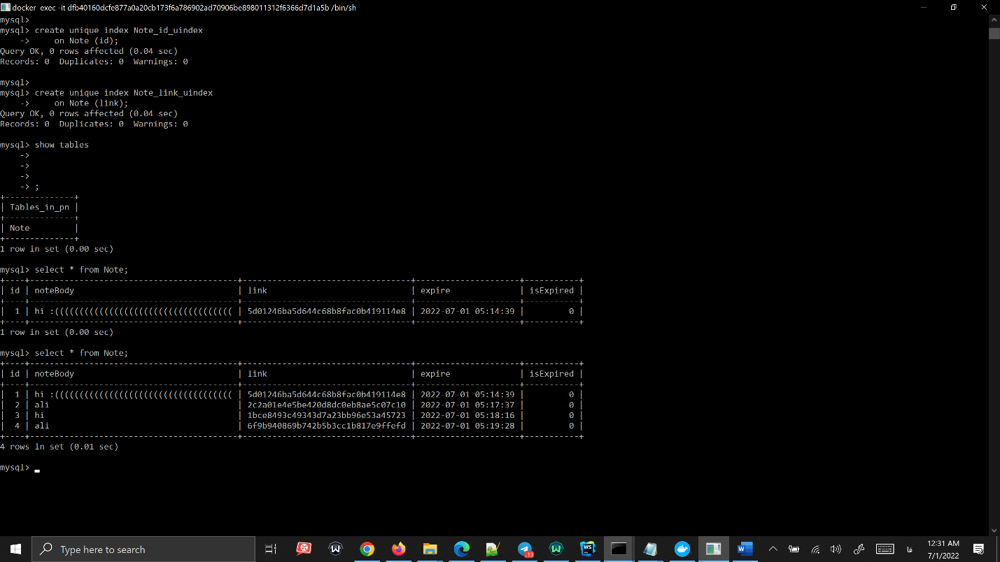 docker exec -it dfb40160dcfe877a0a20cb173f6a786902ad70906be898011312f6366d7d1a5b /bin/sh
mysql>
mysql> create unique index Note_id_uindex
    ->     on Note (id);
Query OK, 0 rows affected (0.04 sec)
Records: 0  Duplicates: 0  Warnings: 0
mysql>
mysql> create unique index Note_link_uindex
    ->     on Note (link);
Query OK, 0 rows affected (0.04 sec)
Records: 0  Duplicates: 0  Warnings: 0
mysql> show tables
    ->
    ->
    ->
    -> ;
+--------------+
| Tables_in_pn |
+--------------+
| Note         |
+--------------+
1 row in set (0.00 sec)
mysql> select * from Note;
+----+------------------------------------------+----------------------------------+---------------------+-----------+
| id | noteBody                                 | link                             | expire              | isExpired |
+----+------------------------------------------+----------------------------------+---------------------+-----------+
|  1 | hi :(((((((((((((((((((((((((((((((((((( | 5d01246ba5d644c68b8fac0b419114e8 | 2022-07-01 05:14:39 |         0 |
+----+------------------------------------------+----------------------------------+---------------------+-----------+
1 row in set (0.00 sec)
mysql> select * from Note;
+----+------------------------------------------+----------------------------------+---------------------+-----------+
| id | noteBody                                 | link                             | expire              | isExpired |
+----+------------------------------------------+----------------------------------+---------------------+-----------+
|  1 | hi :(((((((((((((((((((((((((((((((((((( | 5d01246ba5d644c68b8fac0b419114e8 | 2022-07-01 05:14:39 |         0 |
|  2 | ali                                      | 2c2a01e4e5be420d8dc0eb8ae5c07c10 | 2022-07-01 05:17:37 |         0 |
|  3 | hi                                       | 1bce8493c49343d7a23bb96e53a45723 | 2022-07-01 05:18:16 |         0 |
|  4 | ali                                      | 6f9b940869b742b5b3cc1b817e9ffefd | 2022-07-01 05:19:28 |         0 |
+----+------------------------------------------+----------------------------------+---------------------+-----------+
4 rows in set (0.01 sec)
mysql>
Type here to search
13
WS
W
فا
12:31 AM
7/1/2022